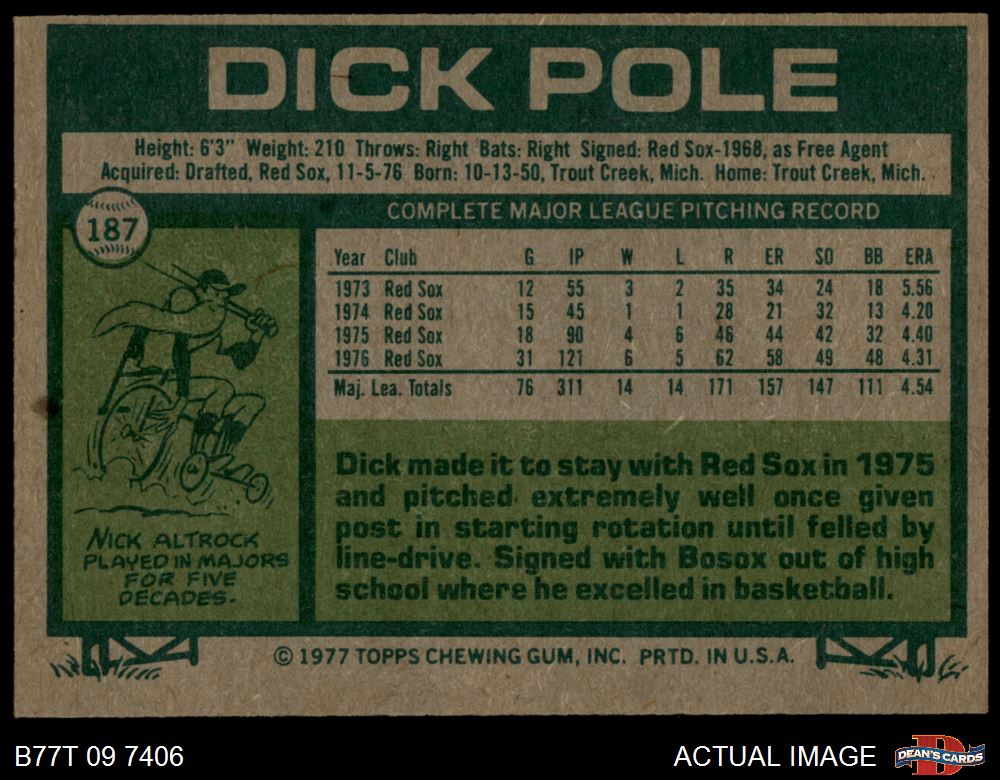 DICK POLE
Height: 6'3" Weight: 210 Throws: Right Bats: Right Signed: Red Sox-1968, as Free Agent
Acquired: Drafted, Red Sox, 11-5-76 Born: 10-13-50, Trout Creek, Mich. Home: Trout Creek, Mich.
187
COMPLETE MAJOR LEAGUE PITCHING RECORD
Year Club G IP W L R ER SO BB ERA
1973 Red Sox 12 55 3 2 35 34 24 18 5.56
1974 Red Sox 15 45 1 1 28 21 32 13 4.20
1975 Red Sox 18 90 4 6 46 44 42 32 4.40
1976 Red Sox 31 121 6 5 62 58 49 48 4.31
Maj. Lea. Totals 76 311 14 14 171 157 147 111 4.54
NICK ALTROCK
PLAYED IN MAJORS
FOR FIVE
DECADES.
Dick made it to stay with Red Sox in 1975
and pitched extremely well once given
post in starting rotation until felled by
line-drive. Signed with Bosox out of high
school where he excelled in basketball.
© 1977 TOPPS CHEWING GUM, INC. PRTD. IN U.S.A.
B77T 09 7406
ACTUAL IMAGE
D
DEAN'S CARDS